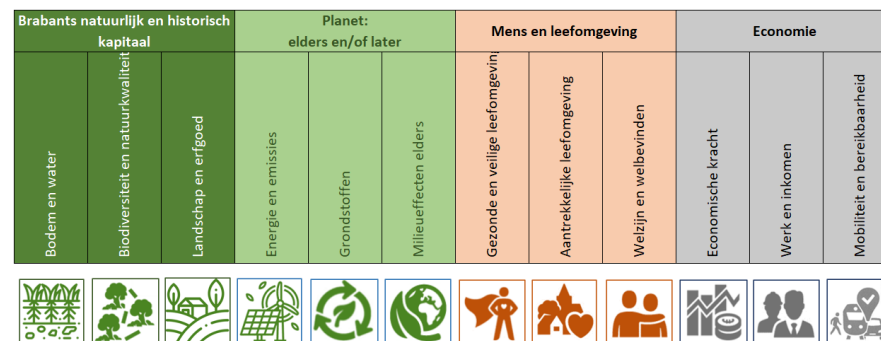 Brabants natuurlijk en historisch
kapitaal
Planet:
elders en/of later
Mens en leefomgeving
Economie
Bodem en water
Biodiversiteit en natuurkwaliteit
Landschap en erfgoed
Energie en emissies
Grondstoffen
Milieueffecten elders
Gezonde en veilige leefomgeving
Aantrekkelijke leefomgeving
Welzijn en welbevinden
Economische kracht
Werk en inkomen
Mobiliteit en bereikbaarheid